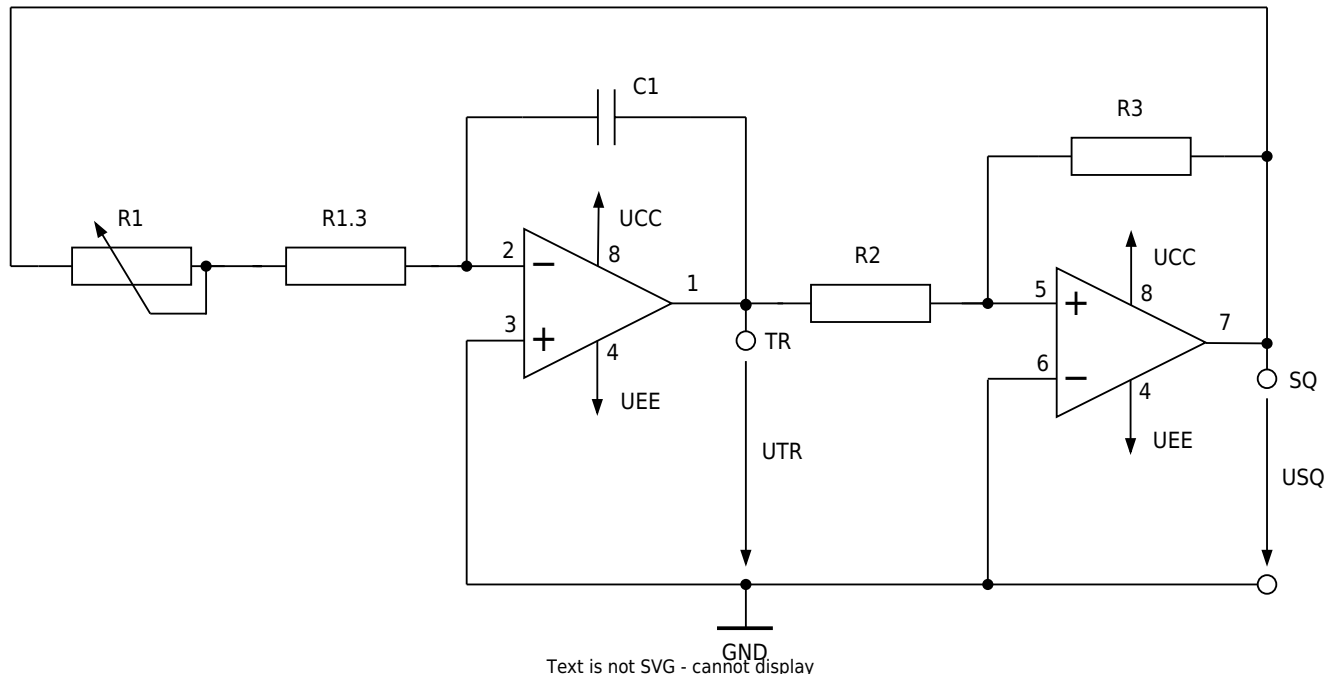 C1
R3
R1
R1.3
UCC
2
8
R2
UCC
1
5
8
−
+
3
7
+
4
6
TR
−
4
SQ
UEE
UEE
UTR
USQ
GND
Text is not SVG - cannot display